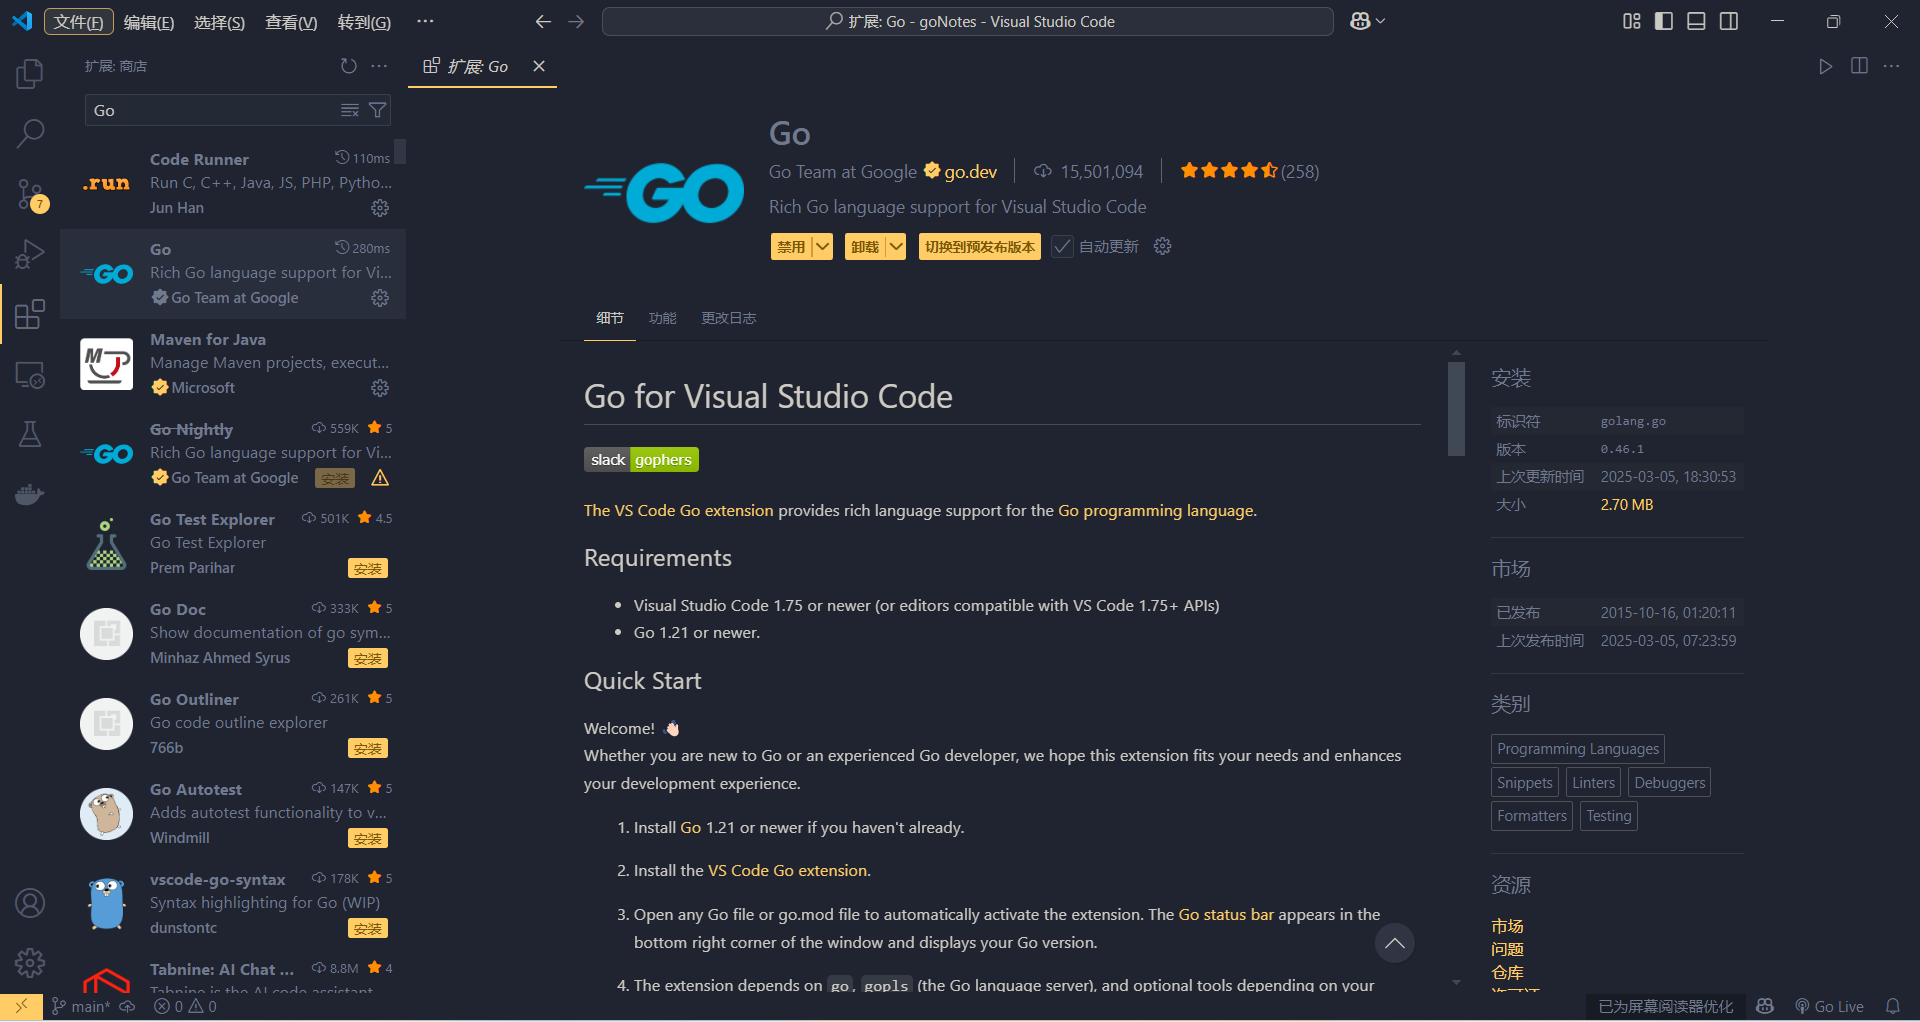 文件(F) 编辑(E) 选择(S) 查看(V) 转到(G) ··· 扩展: Go - goNotes - Visual Studio Code
扩展: 商店
扩展: Go
Go
Code Runner 110ms
Run C, C++, Java, JS, PHP, Pytho...
Jun Han
.run
7
Go 280ms
Rich Go language support for Vi...
Go Team at Google
GO
Maven for Java
Manage Maven projects, execut...
Microsoft
M
Go Nightly 559K 5
Rich Go language support for Vi...
Go Team at Google 安装
GO
Go Test Explorer 501K 4.5
Go Test Explorer
Prem Parihar 安装
Go Doc 333K 5
Show documentation of go sym...
Minhaz Ahmed Syrus 安装
Go Outliner 261K 5
Go code outline explorer
766b 安装
Go Autotest 147K 5
Adds autotest functionality to v...
Windmill 安装
vscode-go-syntax 178K 5
Syntax highlighting for Go (WIP)
dunstontc 安装
Tabnine: AI Chat ... 8.8M 4
Tabnine is the AI code assistant
GO
Go
Go Team at Google go.dev 15,501,094 (258)
Rich Go language support for Visual Studio Code
禁用 卸载 切换到预发布版本 自动更新
细节 功能 更改日志
Go for Visual Studio Code
slack gophers
The VS Code Go extension provides rich language support for the Go programming language.
Requirements
• Visual Studio Code 1.75 or newer (or editors compatible with VS Code 1.75+ APIs)
• Go 1.21 or newer.
Quick Start
Welcome! 👋🏻
Whether you are new to Go or an experienced Go developer, we hope this extension fits your needs and enhances
your development experience.
1. Install Go 1.21 or newer if you haven't already.
2. Install the VS Code Go extension.
3. Open any Go file or go.mod file to automatically activate the extension. The Go status bar appears in the
bottom right corner of the window and displays your Go version.
4. The extension depends on go, gopls (the Go language server), and optional tools depending on your
安装
标识符 golang.go
版本 0.46.1
上次更新时间 2025-03-05, 18:30:53
大小 2.70 MB
市场
已发布 2015-10-16, 01:20:11
上次发布时间 2025-03-05, 07:23:59
类别
Programming Languages
Snippets Linters Debuggers
Formatters Testing
资源
市场
问题
仓库
许可证
main* 0 0 已为屏幕阅读器优化 Go Live